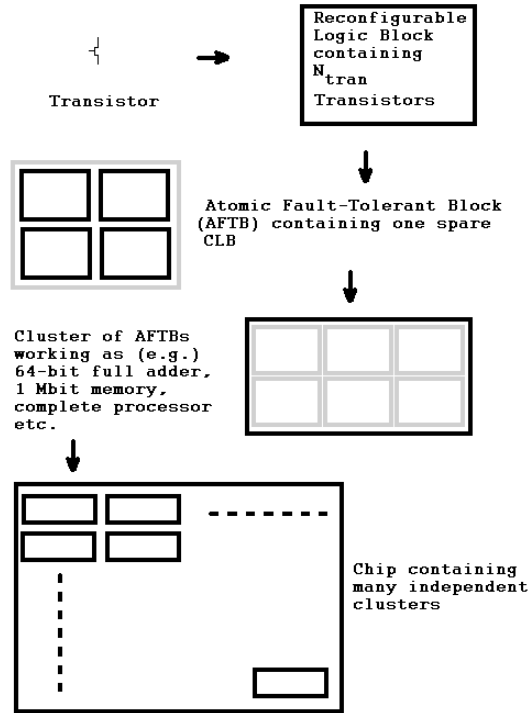 Transistor
Reconfigurable
Logic Block
containing
N tran
Transistors
Atomic Fault-Tolerant Block
(AFTB) containing one spare
CLB
Cluster of AFTBs
working as (e.g.)
64-bit full adder,
1 Mbit memory,
complete processor
etc.
Chip containing
many independent
clusters